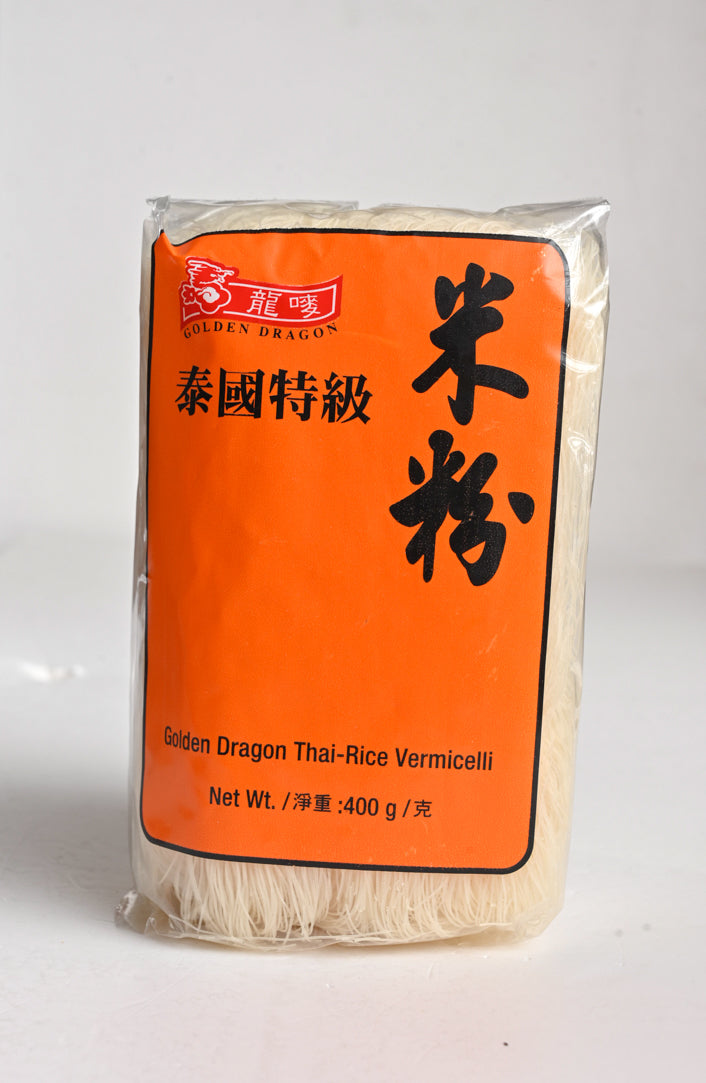 龍嘜
GOLDEN DRAGON
泰國特級
米粉
Golden Dragon Thai-Rice Vermicelli
Net Wt. /淨重 :400 g /克